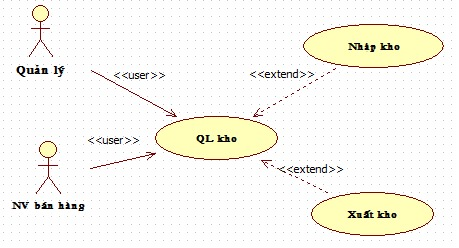 Nhập kho
Quản lý
<<user>>
<<extend>>
<<user>>
QL kho
<<extend>>
NV bán hàng
Xuất kho